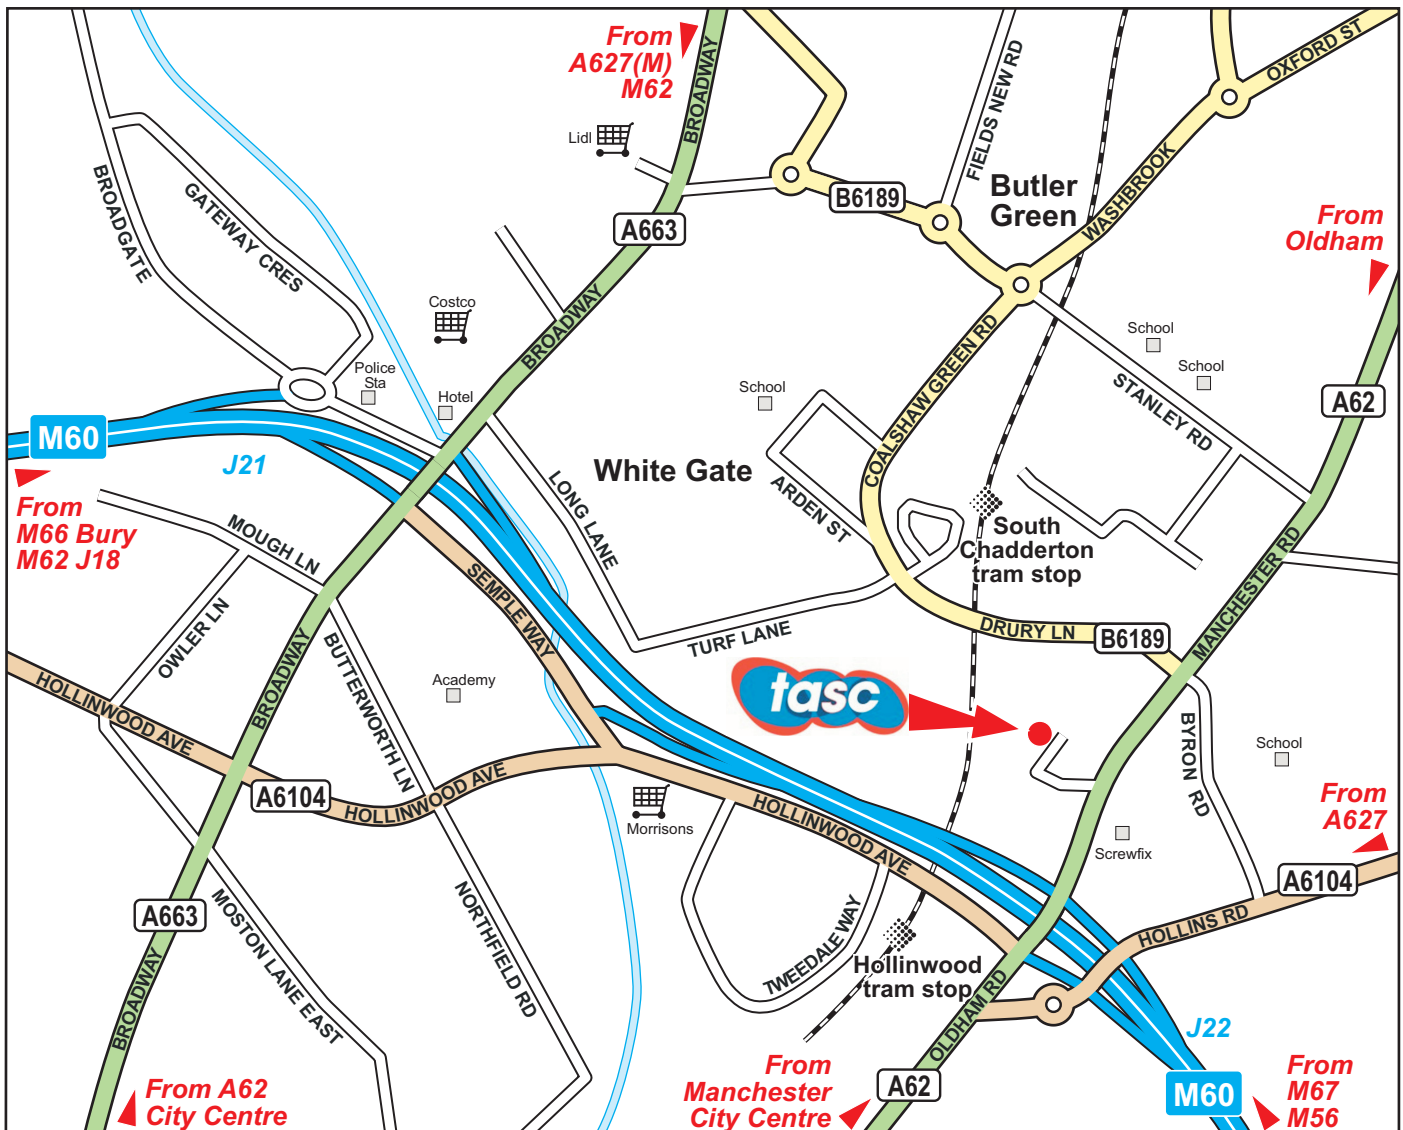 From
A627(M)
M62
BROADWAY
Lidl
FIELDS NEW RD
OXFORD ST
BROADGATE
GATEWAY CRES
B6189
Butler
Green
WASHBROOK
A663
From
Oldham
Costco
BROADWAY
School
School
Police
Sta
Hotel
School
COALSHAW GREEN RD
STANLEY RD
A62
M60
J21
White Gate
From
M66 Bury
M62 J18
MOUGH LN
LONG LANE
ARDEN ST
South
Chadderton
tram stop
MANCHESTER RD
OWLER LN
SEMPLE WAY
TURF LANE
DRURY LN
B6189
BROADWAY
BUTTERWORTH LN
Academy
tasc
HOLLINWOOD AVE
BYRON RD
School
A6104
HOLLINWOOD AVE
Morrisons
HOLLINWOOD AVE
From
A627
Screwfix
A6104
A663
MOSTON LANE EAST
NORTHFIELD RD
TWEEDALE WAY
HOLLINS RD
Hollinwood
tram stop
BROADWAY
OLDHAM RD
J22
From A62
City Centre
From
Manchester
City Centre
A62
M60
From
M67
M56